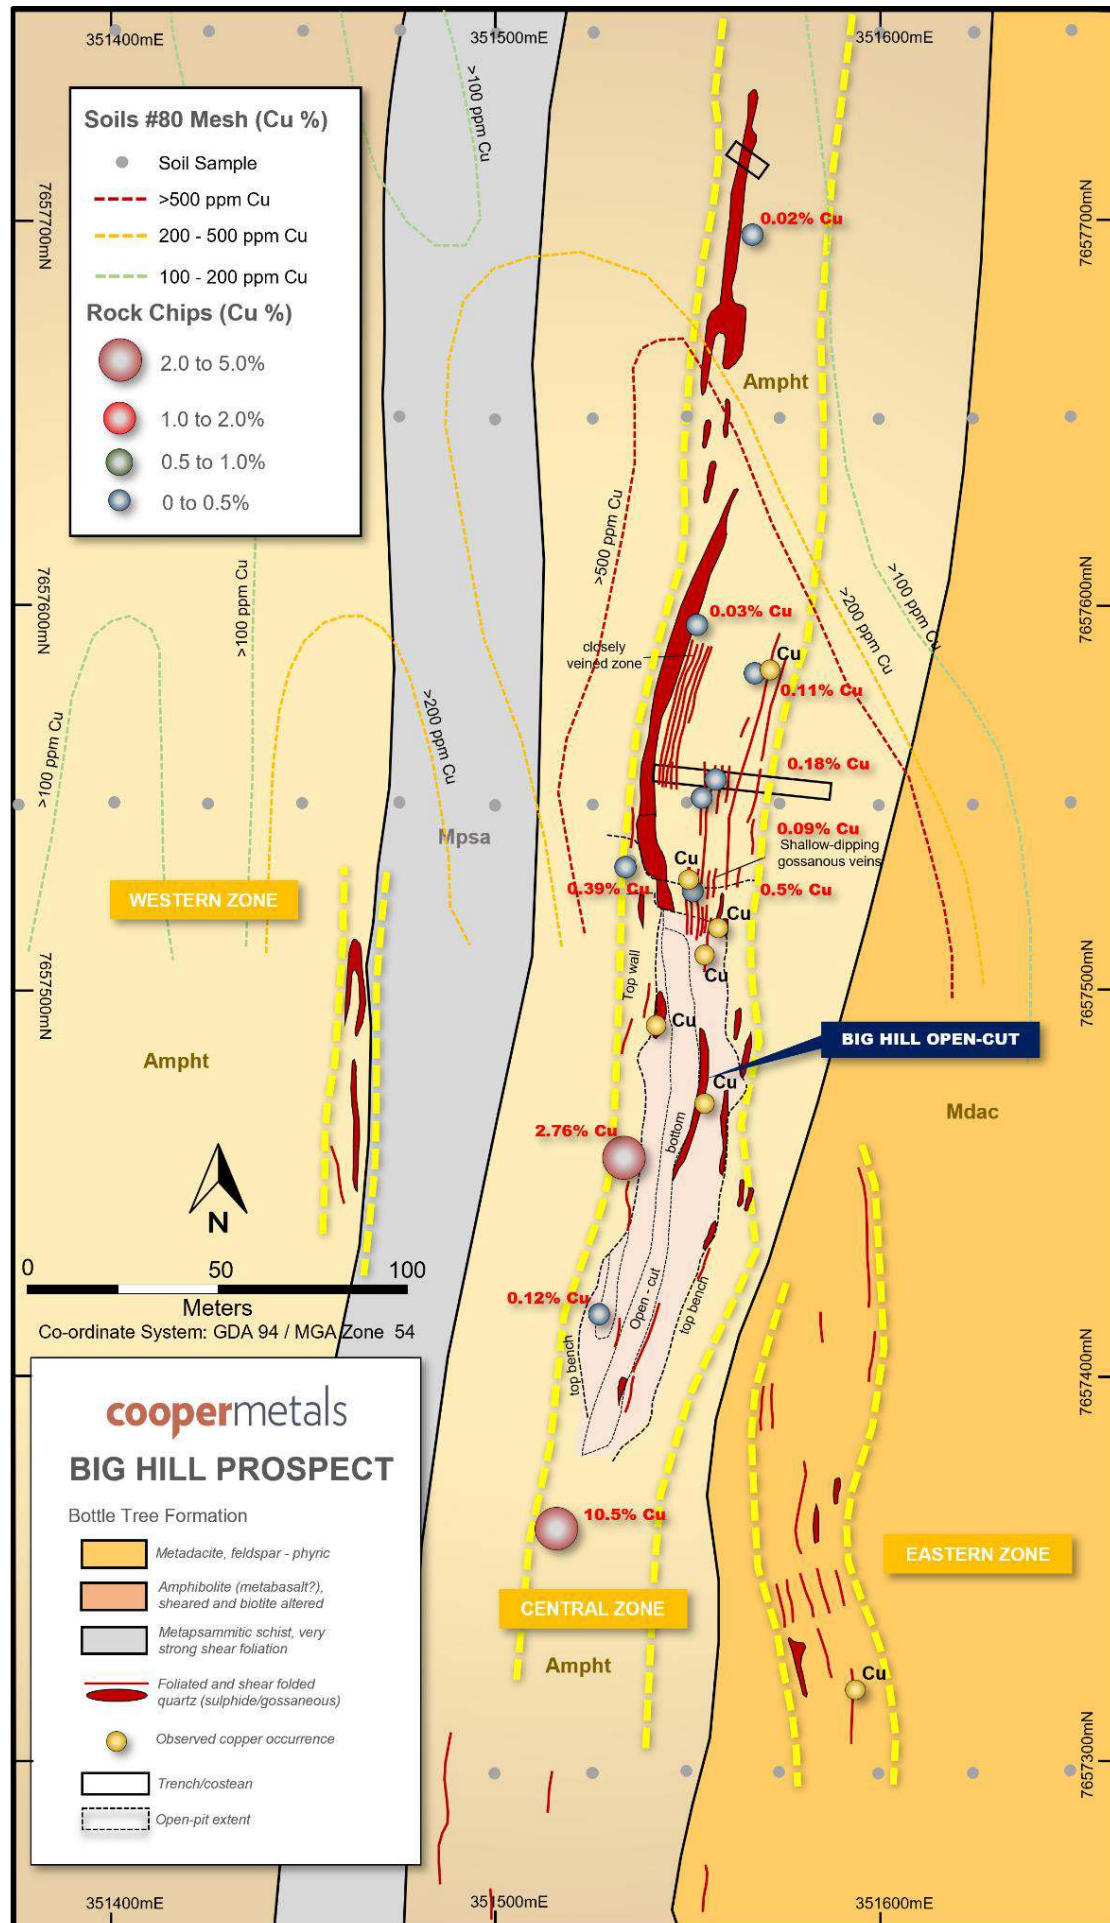 351400mE
351500mE
351600mE
Soils #80 Mesh (Cu %)
Soil Sample
>500 ppm Cu
200 - 500 ppm Cu
100 - 200 ppm Cu
Rock Chips (Cu %)
2.0 to 5.0%
1.0 to 2.0%
0.5 to 1.0%
0 to 0.5%
>100 ppm Cu
7657700mN
7657700mN
0.02% Cu
Ampht
>500 ppm Cu
>100 ppm Cu
>200 ppm Cu
7657600mN
7657600mN
>100 ppm Cu
0.03% Cu
closely
veined zone
Cu
0.11% Cu
>100 ppm Cu
>200 ppm Cu
0.18% Cu
Mpsa
0.09% Cu
Shallow-dipping
gossanous veins
Cu
0.39% Cu
0.5% Cu
WESTERN ZONE
Cu
Cu
Top wall
7657500mN
7657500mN
Cu
BIG HILL OPEN-CUT
Ampht
Cu
Mdac
2.76% Cu
bottom
N
0
50
100
Meters
Co-ordinate System: GDA 94 / MGA Zone 54
0.12% Cu
Open - cut
top bench
top bench
7657400mN
coopermetals
BIG HILL PROSPECT
Bottle Tree Formation
Metadacite, feldspar - phyric
Amphibolite (metabasalt?),
sheared and biotite altered
Metapsammitic schist, very
strong shear foliation
Foliated and shear folded
quartz (sulphide/gossaneous)
Observed copper occurrence
Trench/costean
Open-pit extent
10.5% Cu
EASTERN ZONE
CENTRAL ZONE
Ampht
Cu
7657300mN
351400mE
351500mE
351600mE